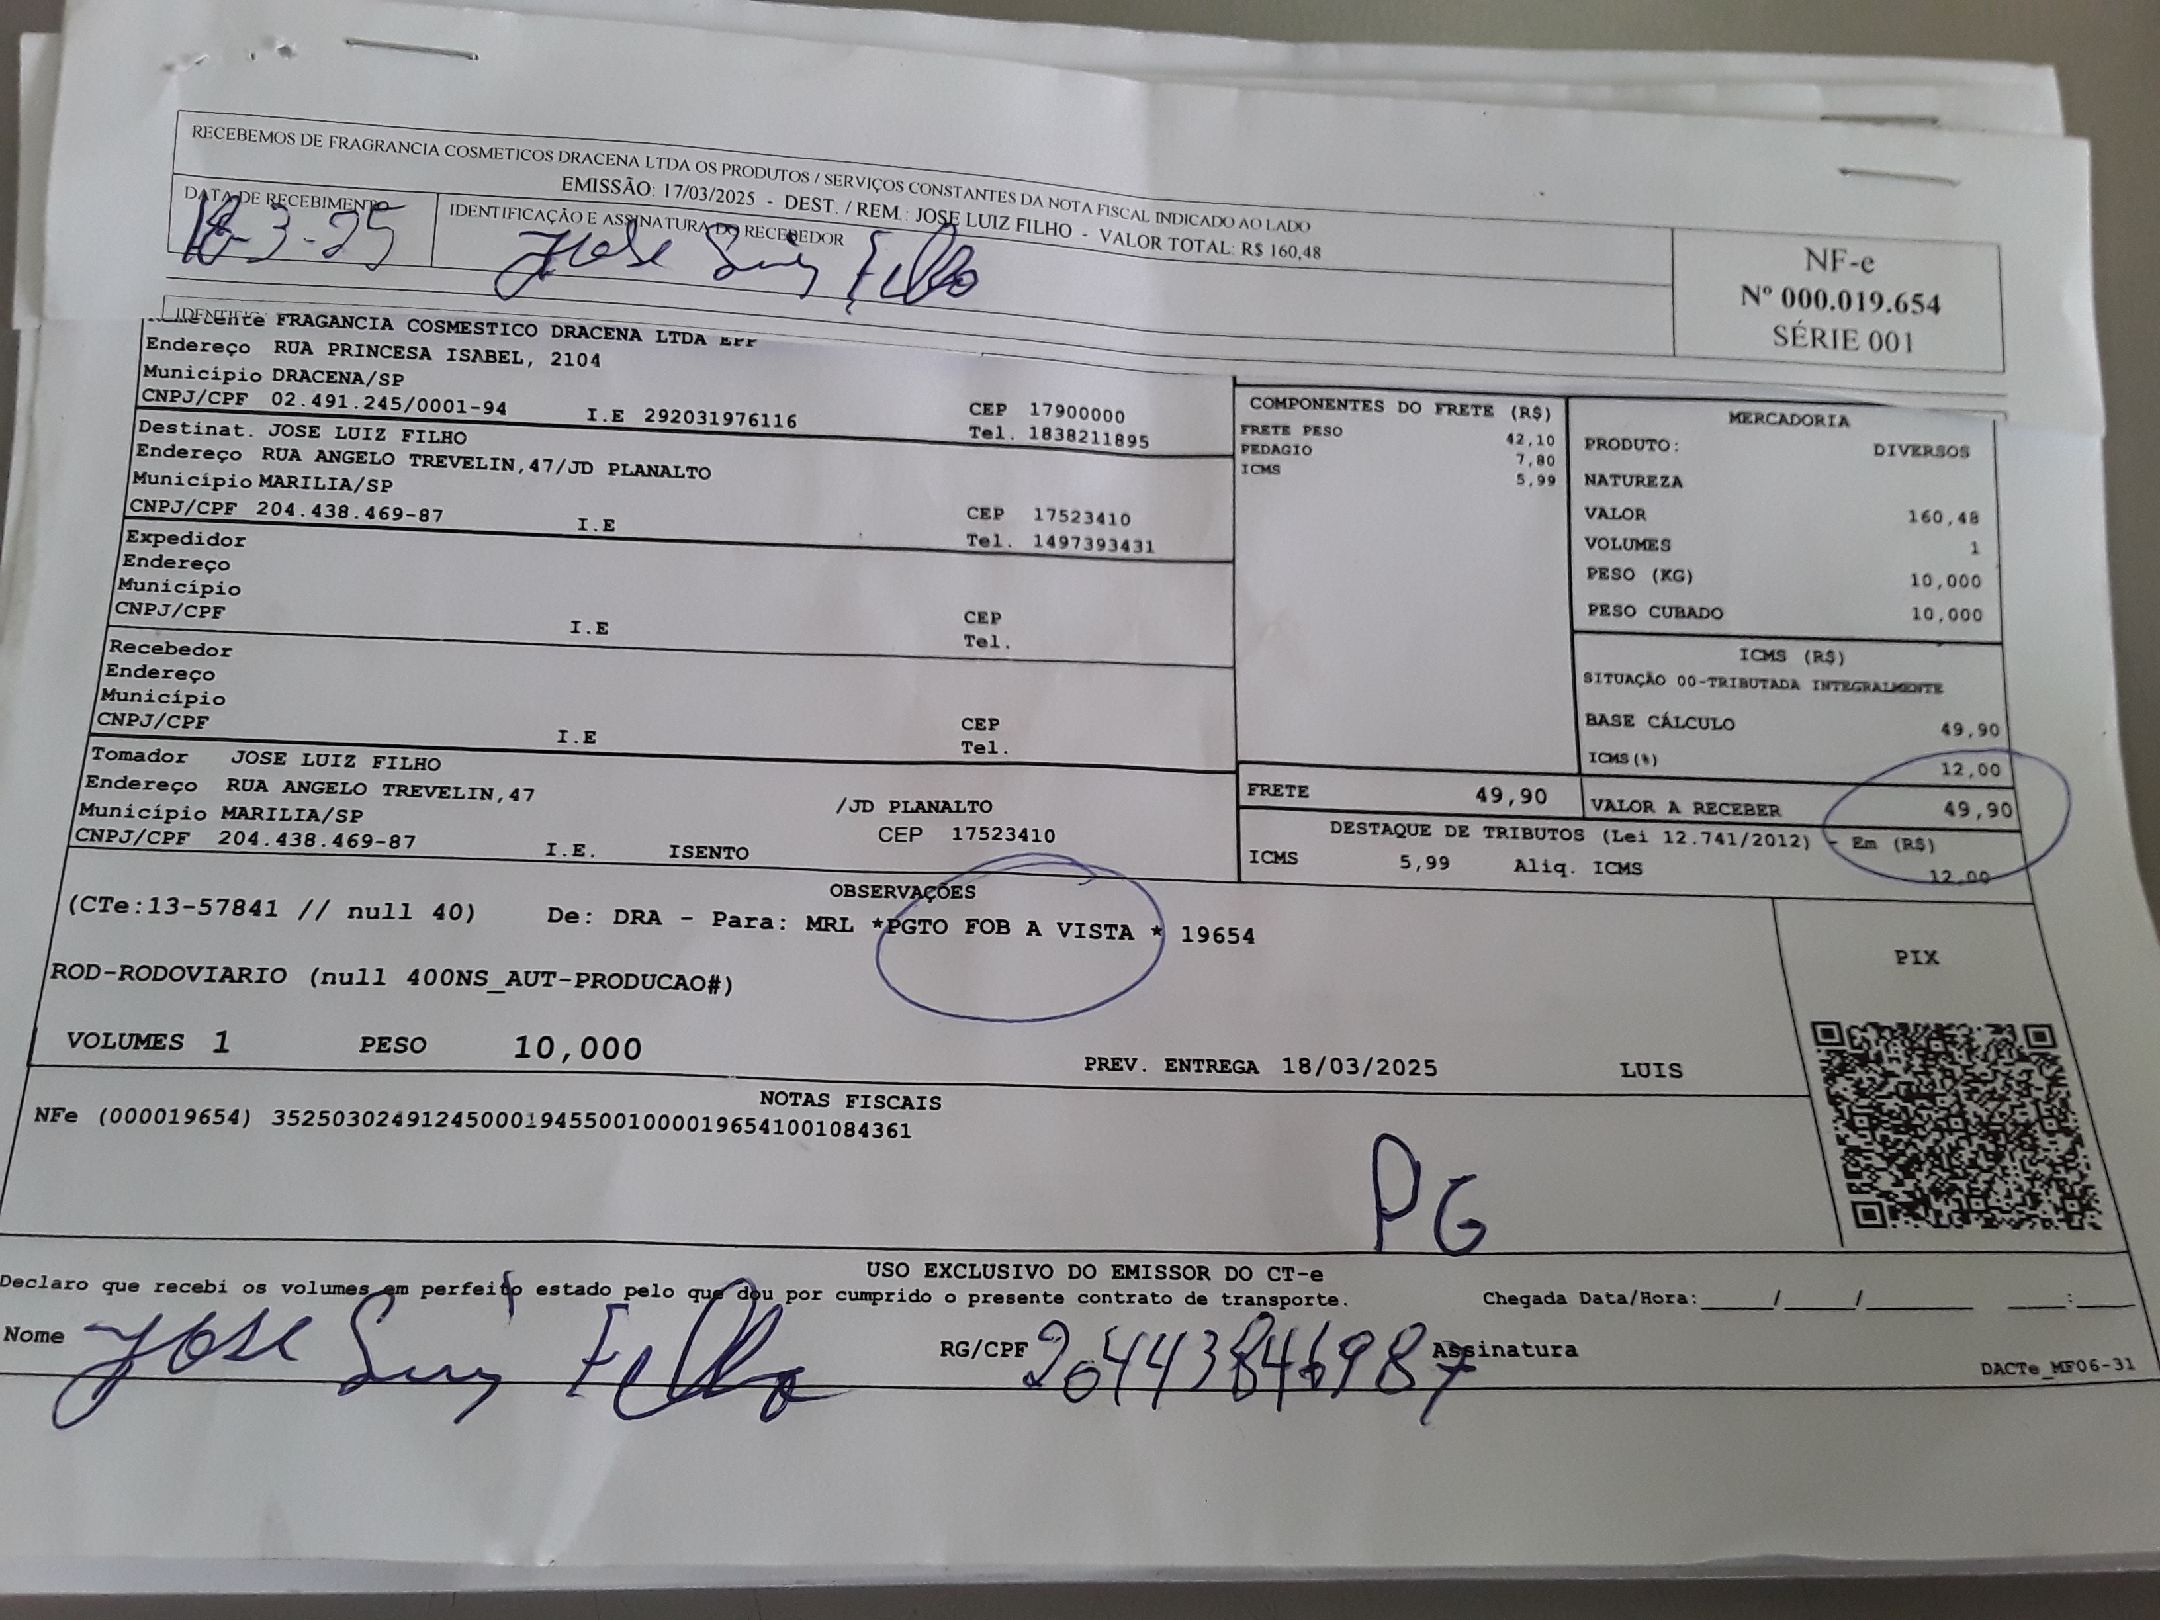 RECEBEMOS DE FRAGRANCIA COSMETICOS DRACENA LTDA OS PRODUTOS / SERVIÇOS CONSTANTES DA NOTA FISCAL INDICADO AO LADO
EMISSÃO: 17/03/2025 - DEST. / REM.: JOSE LUIZ FILHO - VALOR TOTAL: R$ 160,48
DATA DE RECEBIMENTO
18-3-25
IDENTIFICAÇÃO E ASSINATURA DO RECEBEDOR
José Luiz Filho
NF-e
Nº 000.019.654
SÉRIE 001
FRAGANCIA COSMESTICO DRACENA LTDA EPP
Endereço RUA PRINCESA ISABEL, 2104
Município DRACENA/SP
CNPJ/CPF 02.491.245/0001-94 I.E 292031976116
CEP 17900000
Tel. 1838211895
Destinat. JOSE LUIZ FILHO
Endereço RUA ANGELO TREVELIN,47/JD PLANALTO
Município MARILIA/SP
CNPJ/CPF 204.438.469-87 I.E
CEP 17523410
Tel. 1497393431
Expedidor
Endereço
Município
CNPJ/CPF I.E
CEP
Tel.
Recebedor
Endereço
Município
CNPJ/CPF I.E
CEP
Tel.
Tomador JOSE LUIZ FILHO
Endereço RUA ANGELO TREVELIN,47 /JD PLANALTO
Município MARILIA/SP CEP 17523410
CNPJ/CPF 204.438.469-87 I.E. ISENTO
COMPONENTES DO FRETE (R$)
FRETE PESO 42,10
PEDAGIO 7,80
ICMS 5,99
MERCADORIA
PRODUTO: DIVERSOS
NATUREZA
VALOR 160,48
VOLUMES 1
PESO (KG) 10,000
PESO CUBADO 10,000
ICMS (R$)
SITUAÇÃO 00-TRIBUTADA INTEGRALMENTE
BASE CÁLCULO 49,90
ICMS(%) 12,00
FRETE 49,90
VALOR A RECEBER 49,90
DESTAQUE DE TRIBUTOS (Lei 12.741/2012) - Em (R$)
ICMS 5,99 Aliq. ICMS 12,00
OBSERVAÇÕES
(CTe:13-57841 // null 40) De: DRA - Para: MRL *PGTO FOB A VISTA * 19654
ROD-RODOVIARIO (null 400NS_AUT-PRODUCAO#)
PIX
VOLUMES 1 PESO 10,000
PREV. ENTREGA 18/03/2025 LUIS
NOTAS FISCAIS
NFe (000019654) 35250302491245000194550010000196541001084361
PG
USO EXCLUSIVO DO EMISSOR DO CT-e
Declaro que recebi os volumes em perfeito estado pelo que dou por cumprido o presente contrato de transporte.
Chegada Data/Hora:_____/____/_______ ____:____
Nome José Luiz Filho RG/CPF 20443846987 Assinatura
DACTe_MF06-31